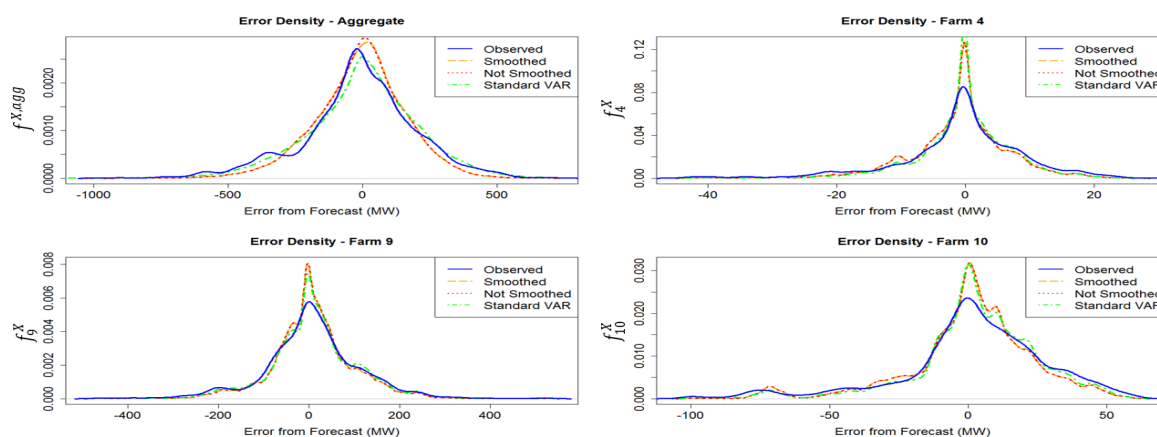 Error Density - Aggregate
f^X,agg
0.0000 0.0010 0.0020
Observed
Smoothed
Not Smoothed
Standard VAR
-1000 -500 0 500
Error from Forecast (MW)
Error Density - Farm 4
f_4^X
0.00 0.04 0.08 0.12
Observed
Smoothed
Not Smoothed
Standard VAR
-40 -20 0 20
Error from Forecast (MW)
Error Density - Farm 9
f_9^X
0.000 0.002 0.004 0.006 0.008
Observed
Smoothed
Not Smoothed
Standard VAR
-400 -200 0 200 400
Error from Forecast (MW)
Error Density - Farm 10
f_10^X
0.000 0.010 0.020 0.030
Observed
Smoothed
Not Smoothed
Standard VAR
-100 -50 0 50
Error from Forecast (MW)